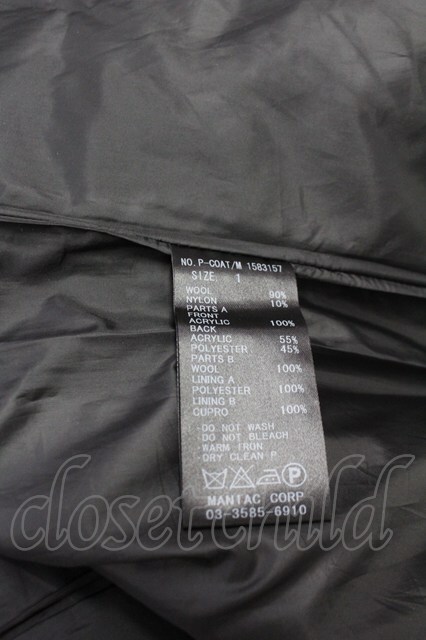 NO. P-COAT/M 1583157
SIZE. 1
WOOL 90%
NYLON 10%
PARTS A
FRONT
ACRYLIC 100%
BACK
ACRYLIC 55%
POLYESTER 45%
PARTS B
WOOL 100%
LINING A
POLYESTER 100%
LINING B
CUPRO 100%
·DO NOT WASH
·DO NOT BLEACH
·WARM IRON
·DRY CLEAN P
P
MANIAC CORP
03-3585-6910
closet child